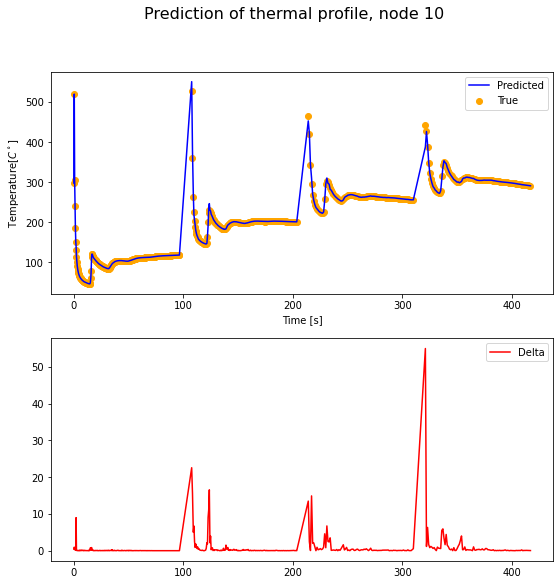 Prediction of thermal profile, node 10
Predicted
True
500
400
300
200
100
Temperature[C°]
0 100 200 300 400
Time [s]
Delta
50
40
30
20
10
0
0 100 200 300 400